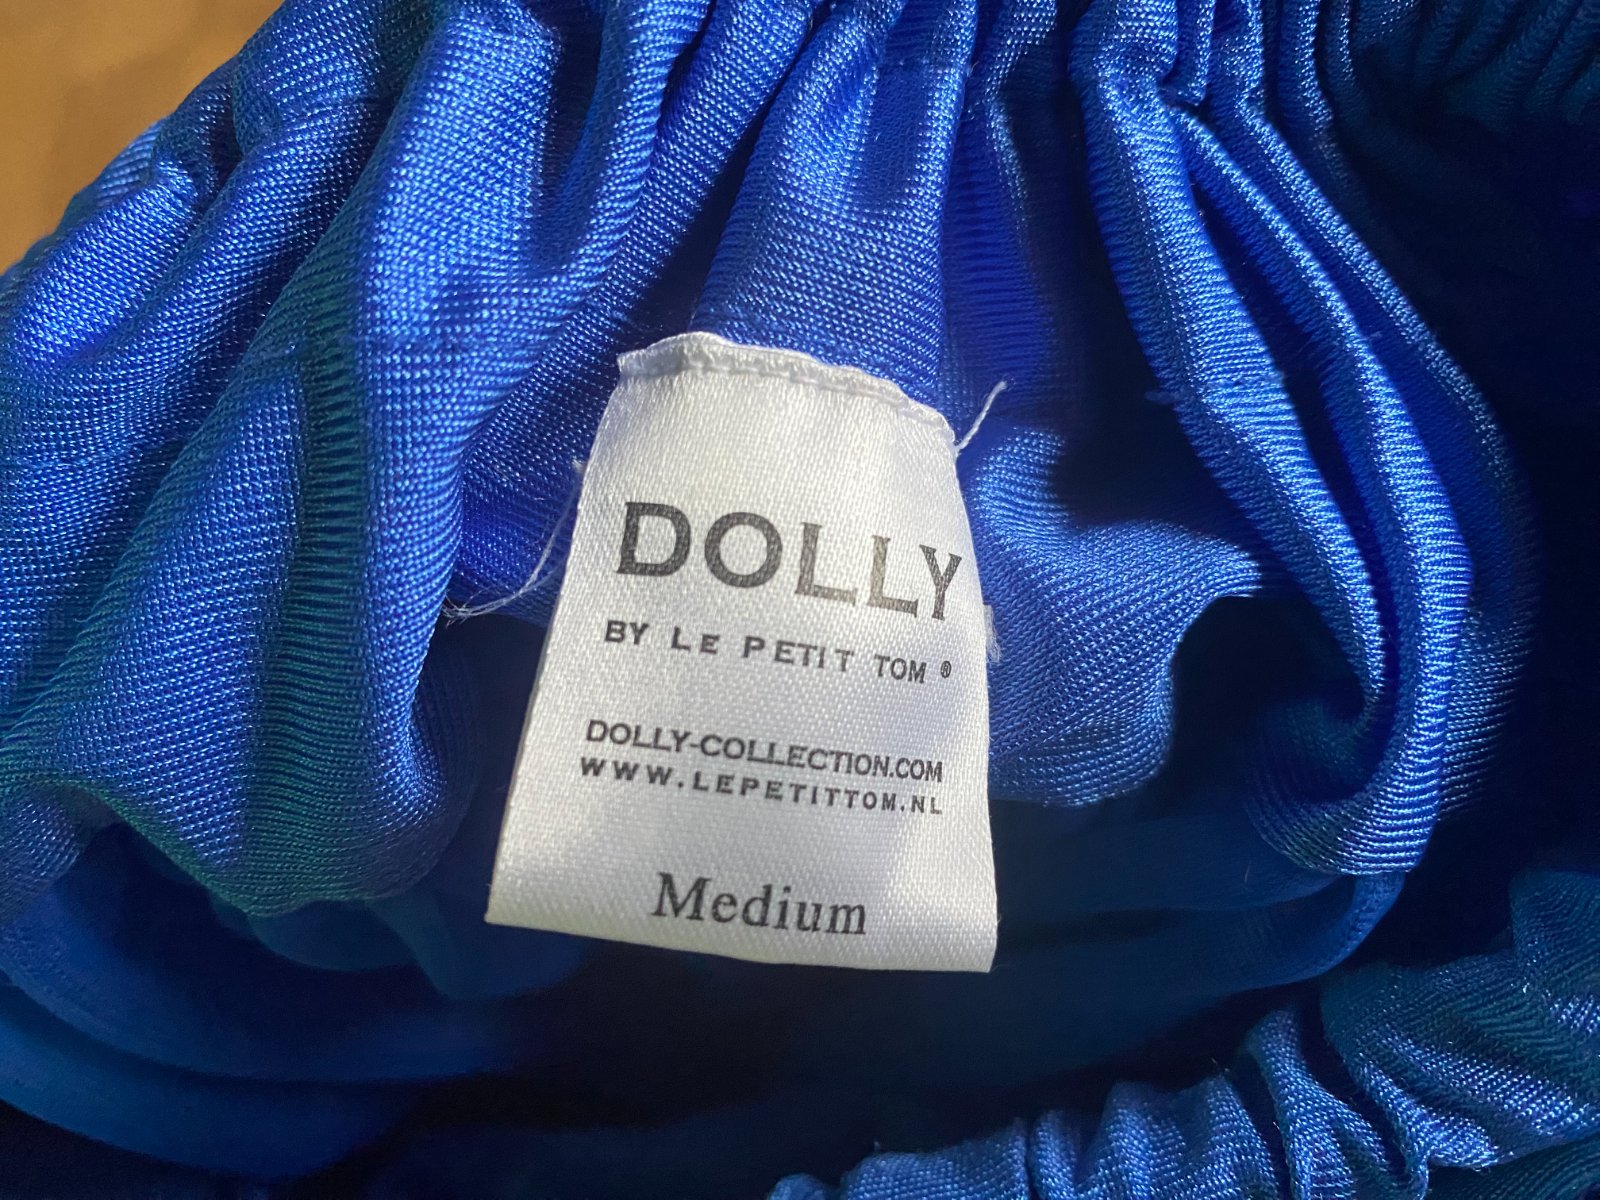 DOLLY
BY LE PETIT TOM ®
DOLLY-COLLECTION.COM
WWW.LEPETITTOM.NL
Medium